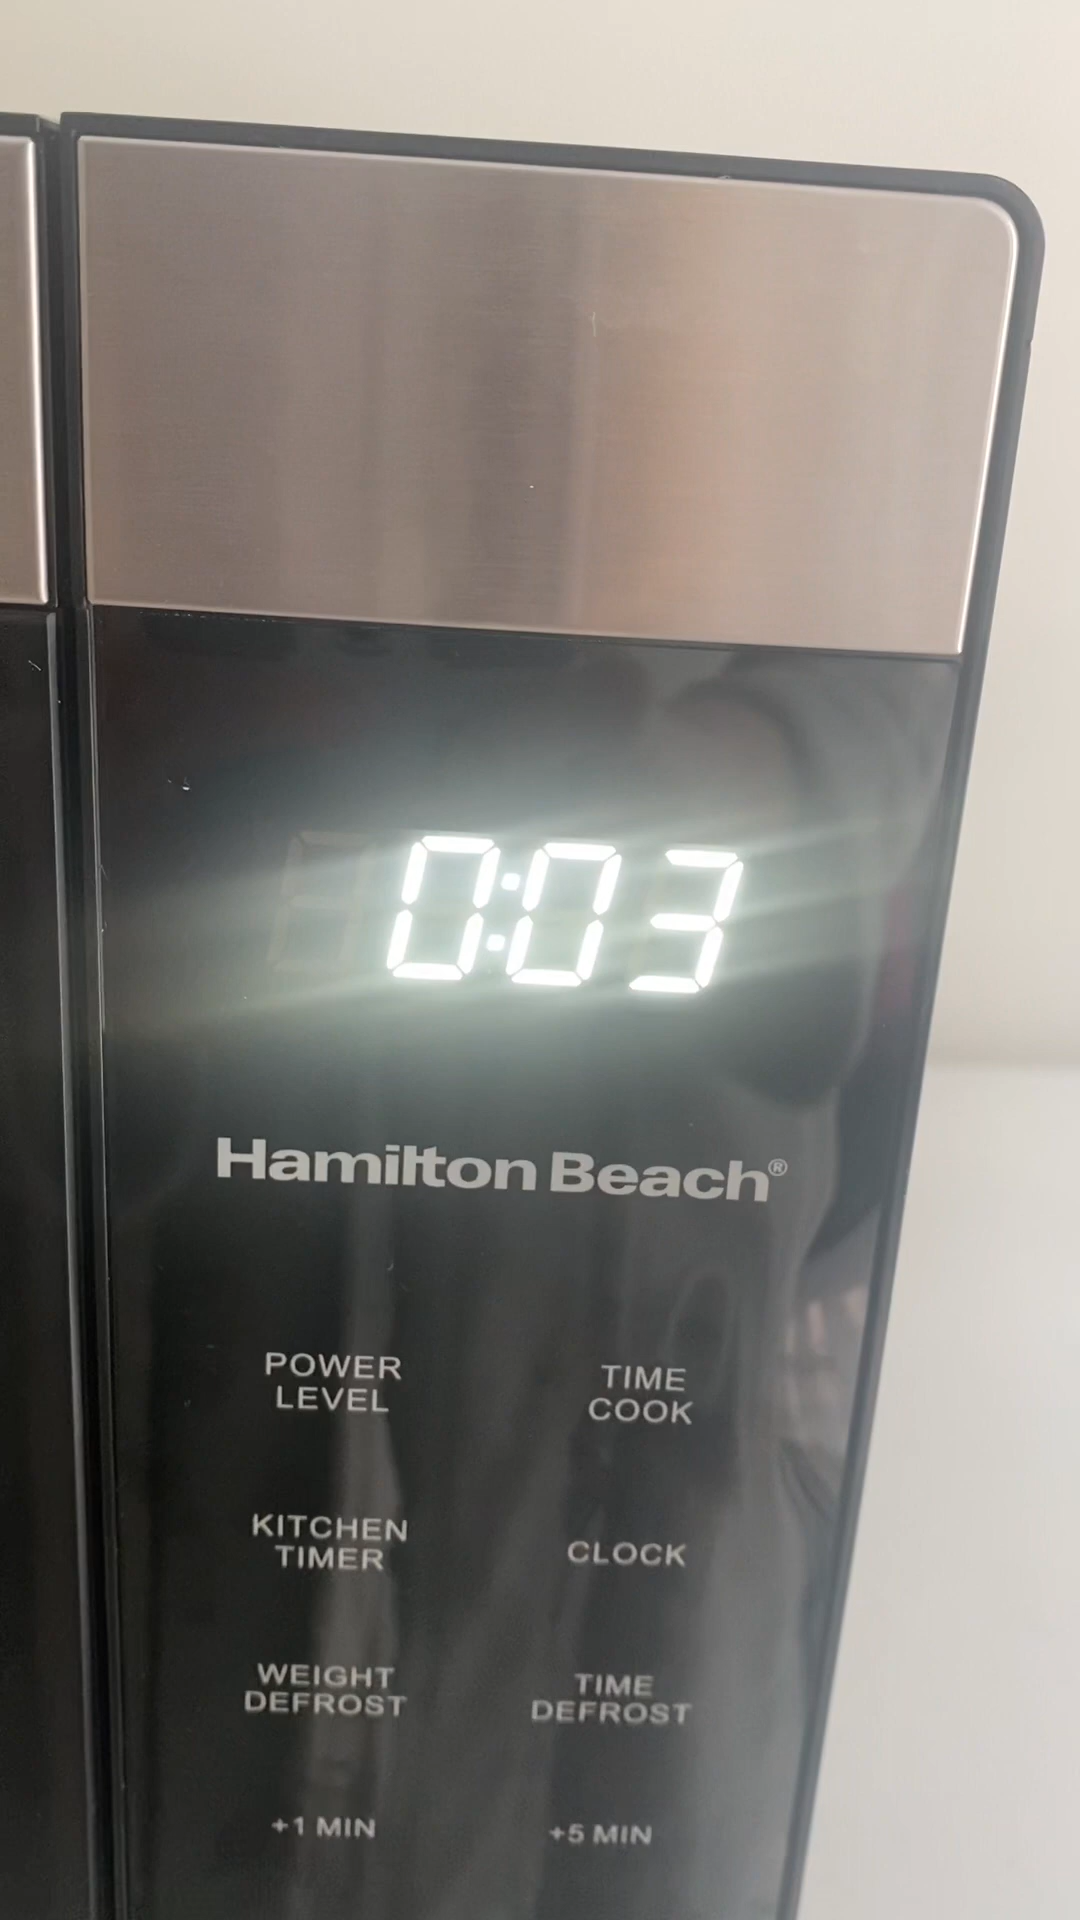 0:03
Hamilton Beach®
POWER LEVEL
TIME COOK
KITCHEN TIMER
CLOCK
WEIGHT DEFROST
TIME DEFROST
+1 MIN
+5 MIN